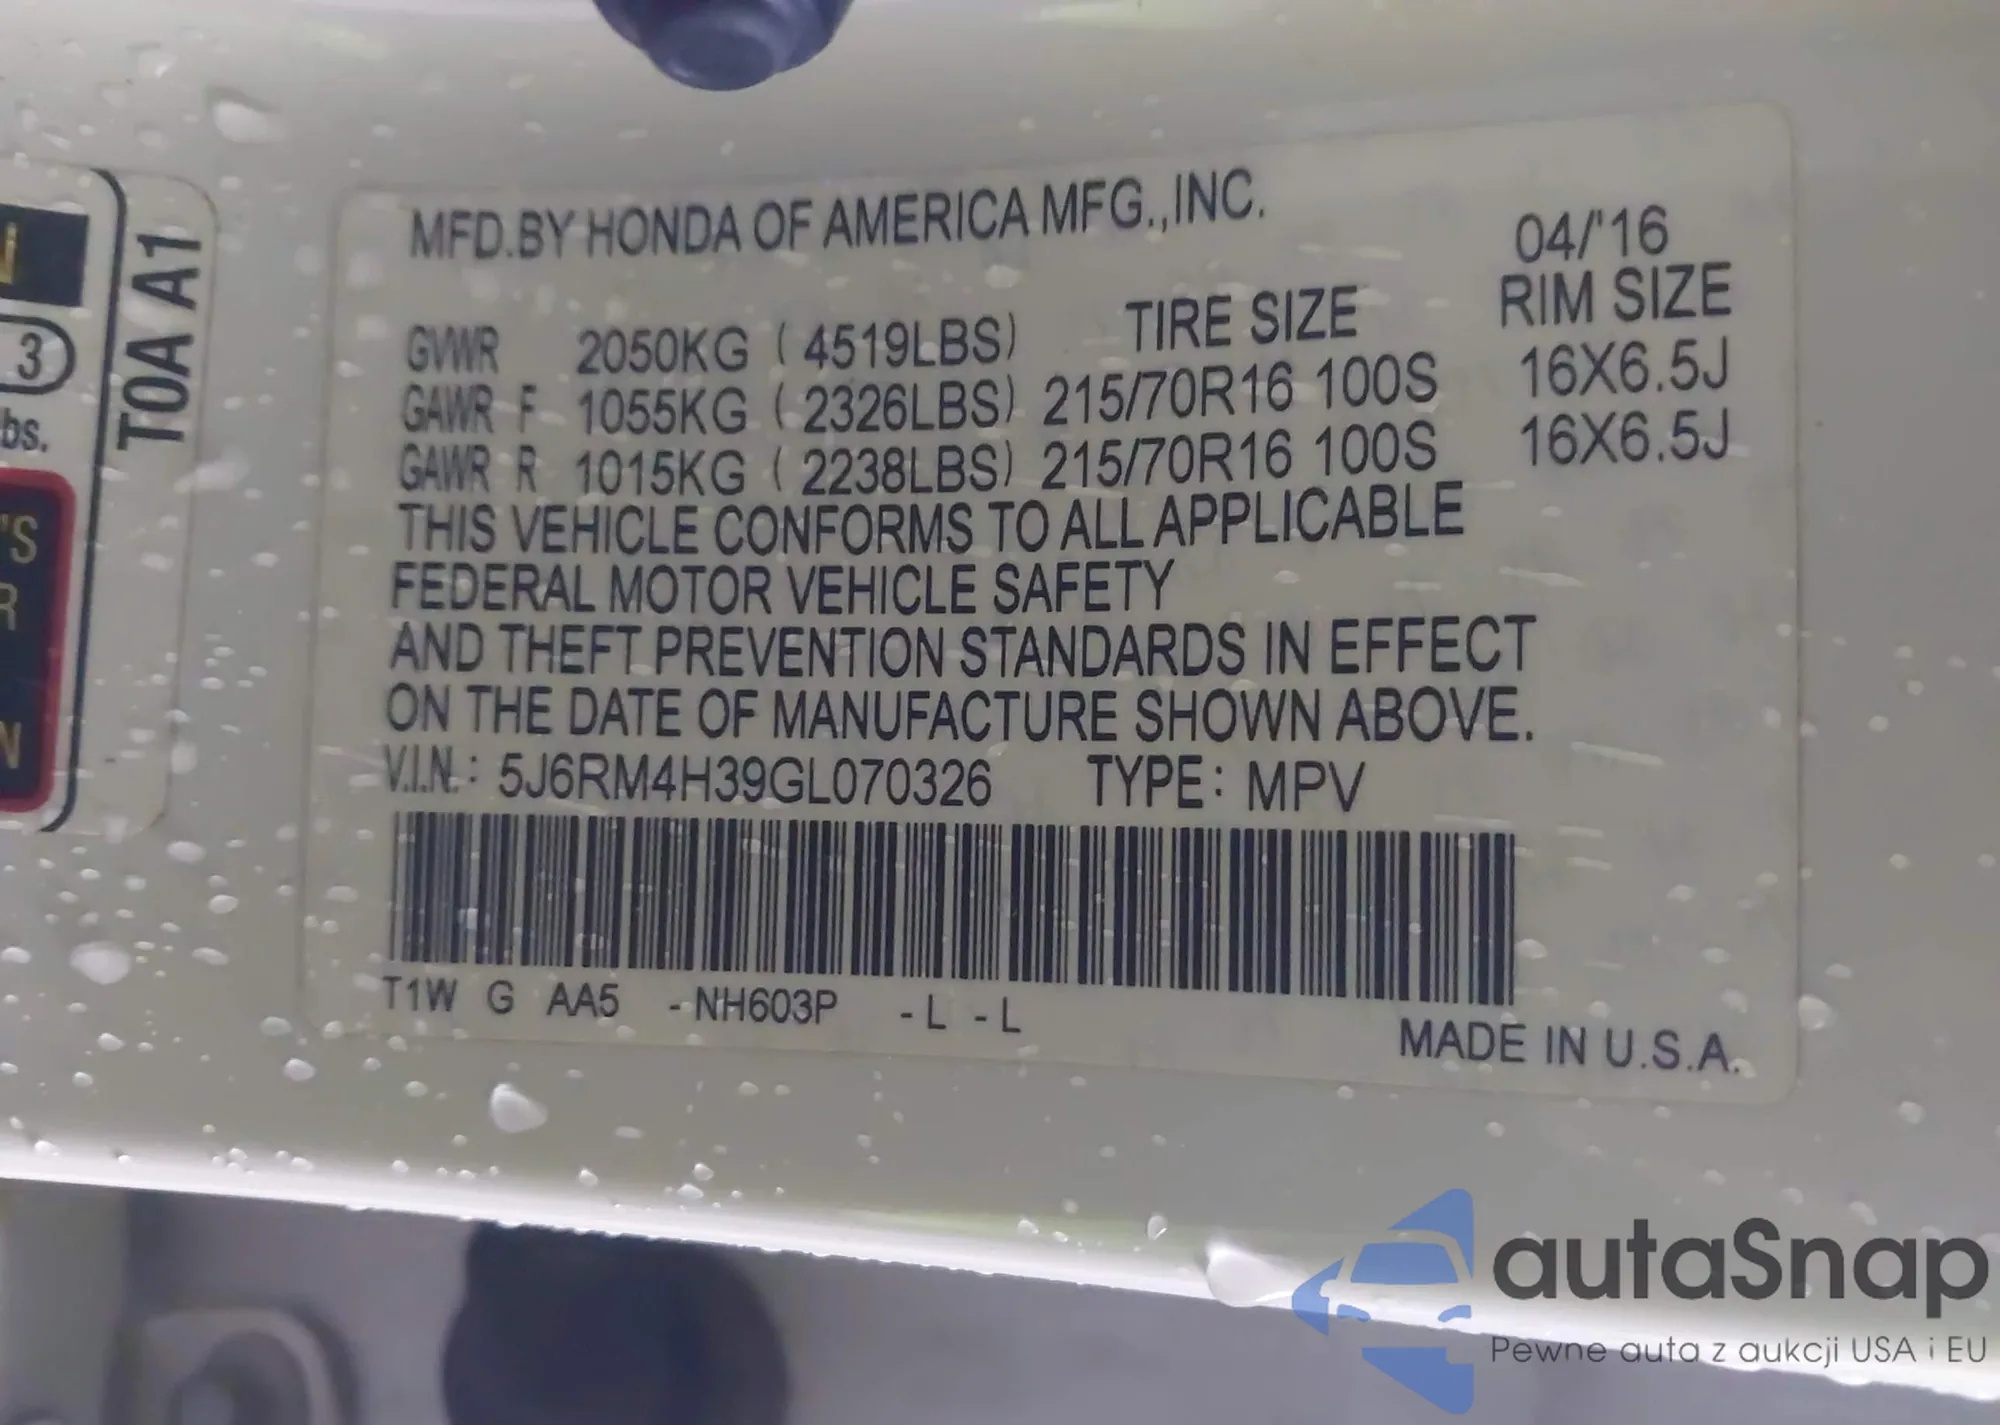 MFD.BY HONDA OF AMERICA MFG.,INC.
04/'16
TIRE SIZE RIM SIZE
GVWR 2050KG ( 4519LBS)
GAWR F 1055KG ( 2326LBS) 215/70R16 100S 16X6.5J
GAWR R 1015KG ( 2238LBS) 215/70R16 100S 16X6.5J
THIS VEHICLE CONFORMS TO ALL APPLICABLE
FEDERAL MOTOR VEHICLE SAFETY
AND THEFT PREVENTION STANDARDS IN EFFECT
ON THE DATE OF MANUFACTURE SHOWN ABOVE.
V.I.N.: 5J6RM4H39GL070326 TYPE: MPV
T1W G AA5 -NH603P -L -L
MADE IN U.S.A.
T0A A1
3
bs.
'S
R
N
autaSnap
Pewne auta z aukcji USA i EU